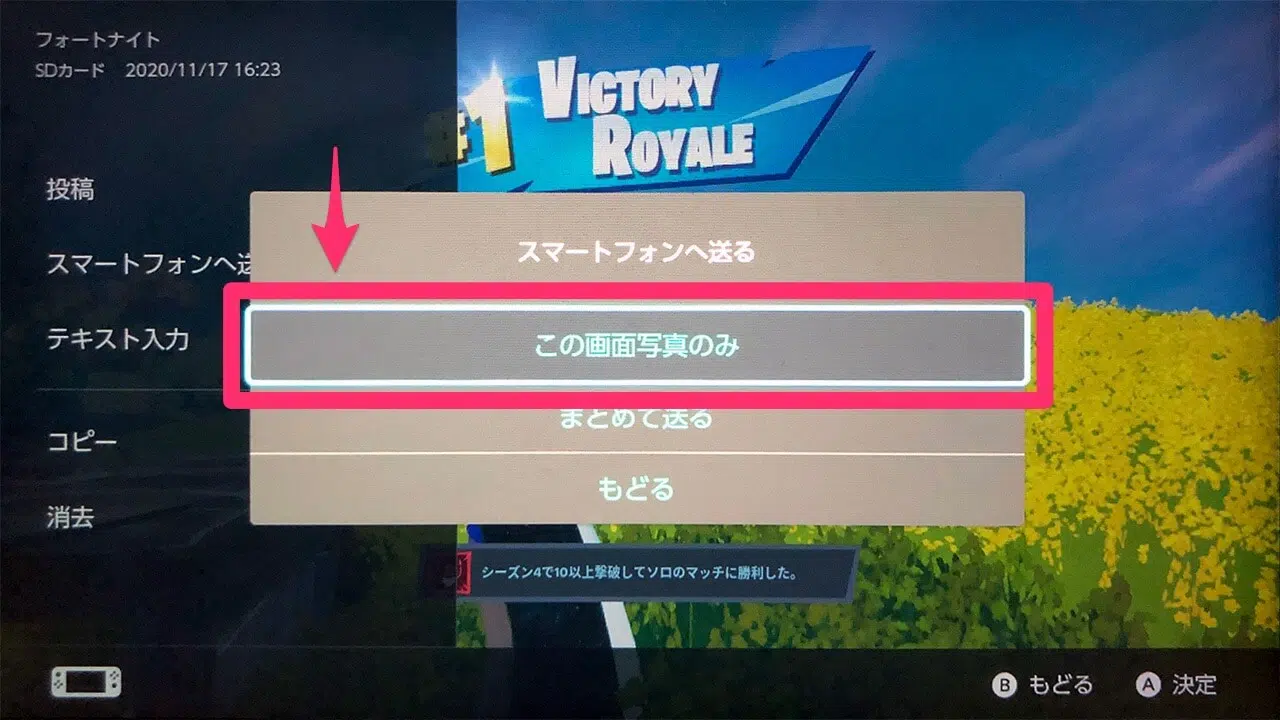 フォートナイト
SDカード 2020/11/17 16:23
#1 VICTORY ROYALE
投稿
スマートフォンへ送
テキスト入力
コピー
消去
スマートフォンへ送る
この画面写真のみ
まとめて送る
もどる
シーズン4で10以上撃破してソロのマッチに勝利した。
B もどる A 決定